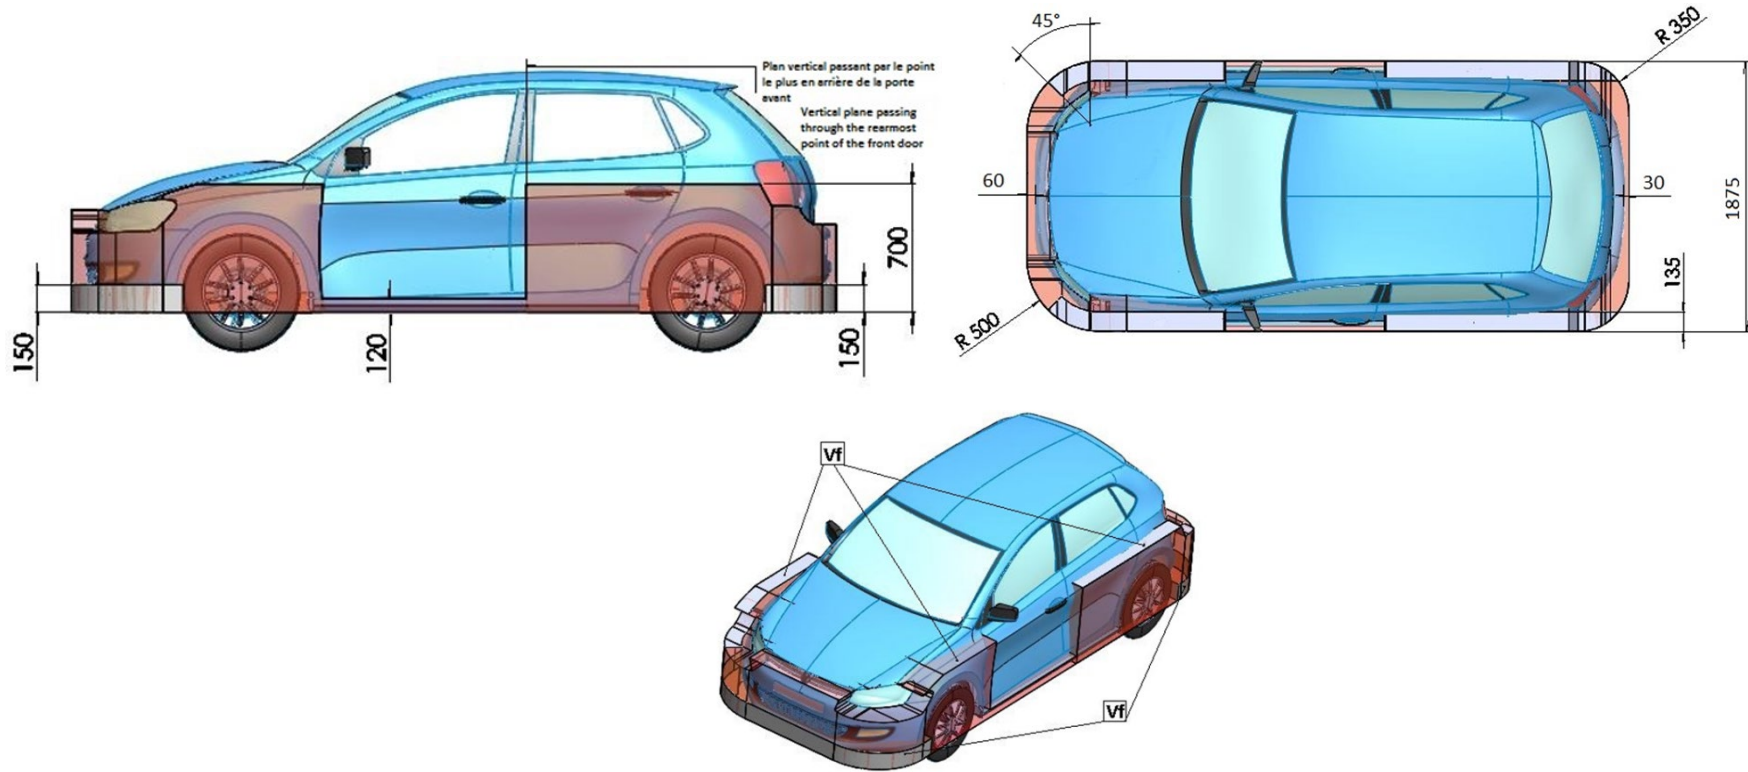 Plan vertical passant par le point
le plus en arrière de la porte
avant
Vertical plane passing
through the rearmost
point of the front door
150
120
150
700
45°
R 350
60
30
1875
135
R 500
Vf
Vf